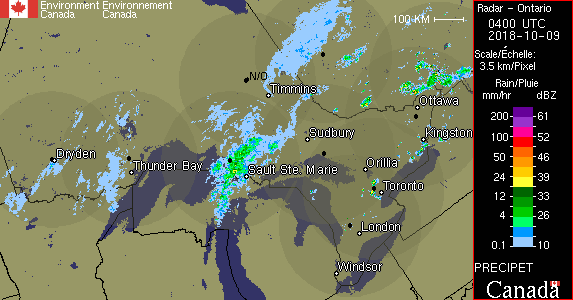 Environment Environnement
Canada Canada
100 KM
N/O
Timmins
Ottawa
Sudbury
Kingston
Dryden
Thunder Bay
Sault Ste. Marie
Orillia
Toronto
London
Windsor
Radar - Ontario
0400 UTC
2018-10-09
Scale/Échelle:
3.5 km/Pixel
Rain/Pluie
mm/hr dBZ
200 61
100 52
50 46
24 39
12 34
4 26
0.1 10
PRECIPET
Canada